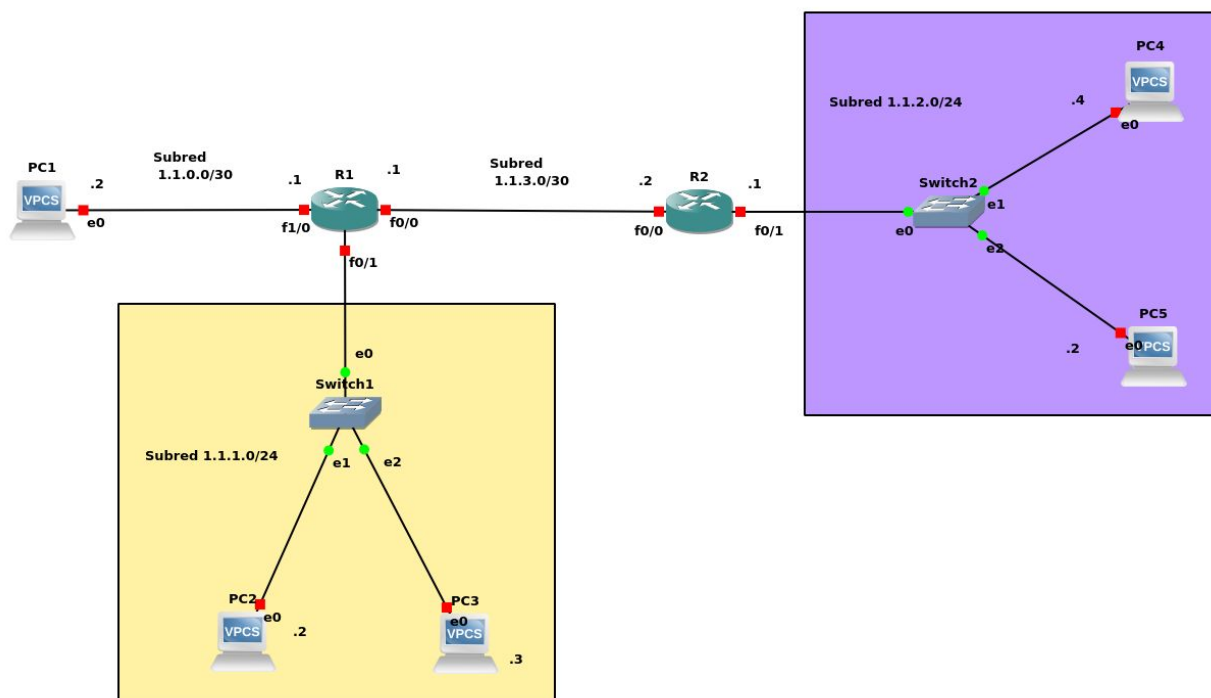 PC4
VPCS
e0
.4
Subred 1.1.2.0/24
Switch2
e0
e1
e2
PC5
VPCS
e0
.2
PC1
VPCS
.2
e0
Subred
1.1.0.0/30
.1
f1/0
R1
.1
f0/0
f0/1
Subred
1.1.3.0/30
.2
f0/0
R2
.1
f0/1
e0
Switch1
e1
e2
Subred 1.1.1.0/24
PC2
e0
VPCS
.2
PC3
e0
VPCS
.3